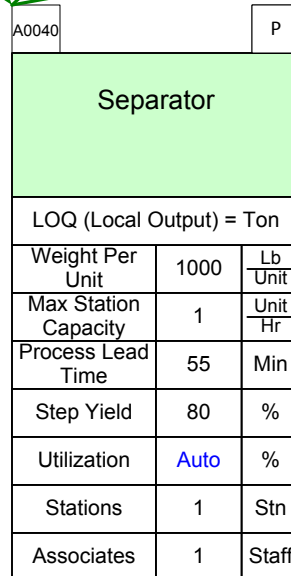 A0040 P
Separator
LOQ (Local Output) = Ton
Weight Per
Unit 1000 Lb
Unit
Max Station
Capacity 1 Unit
Hr
Process Lead
Time 55 Min
Step Yield 80 %
Utilization Auto %
Stations 1 Stn
Associates 1 Staff